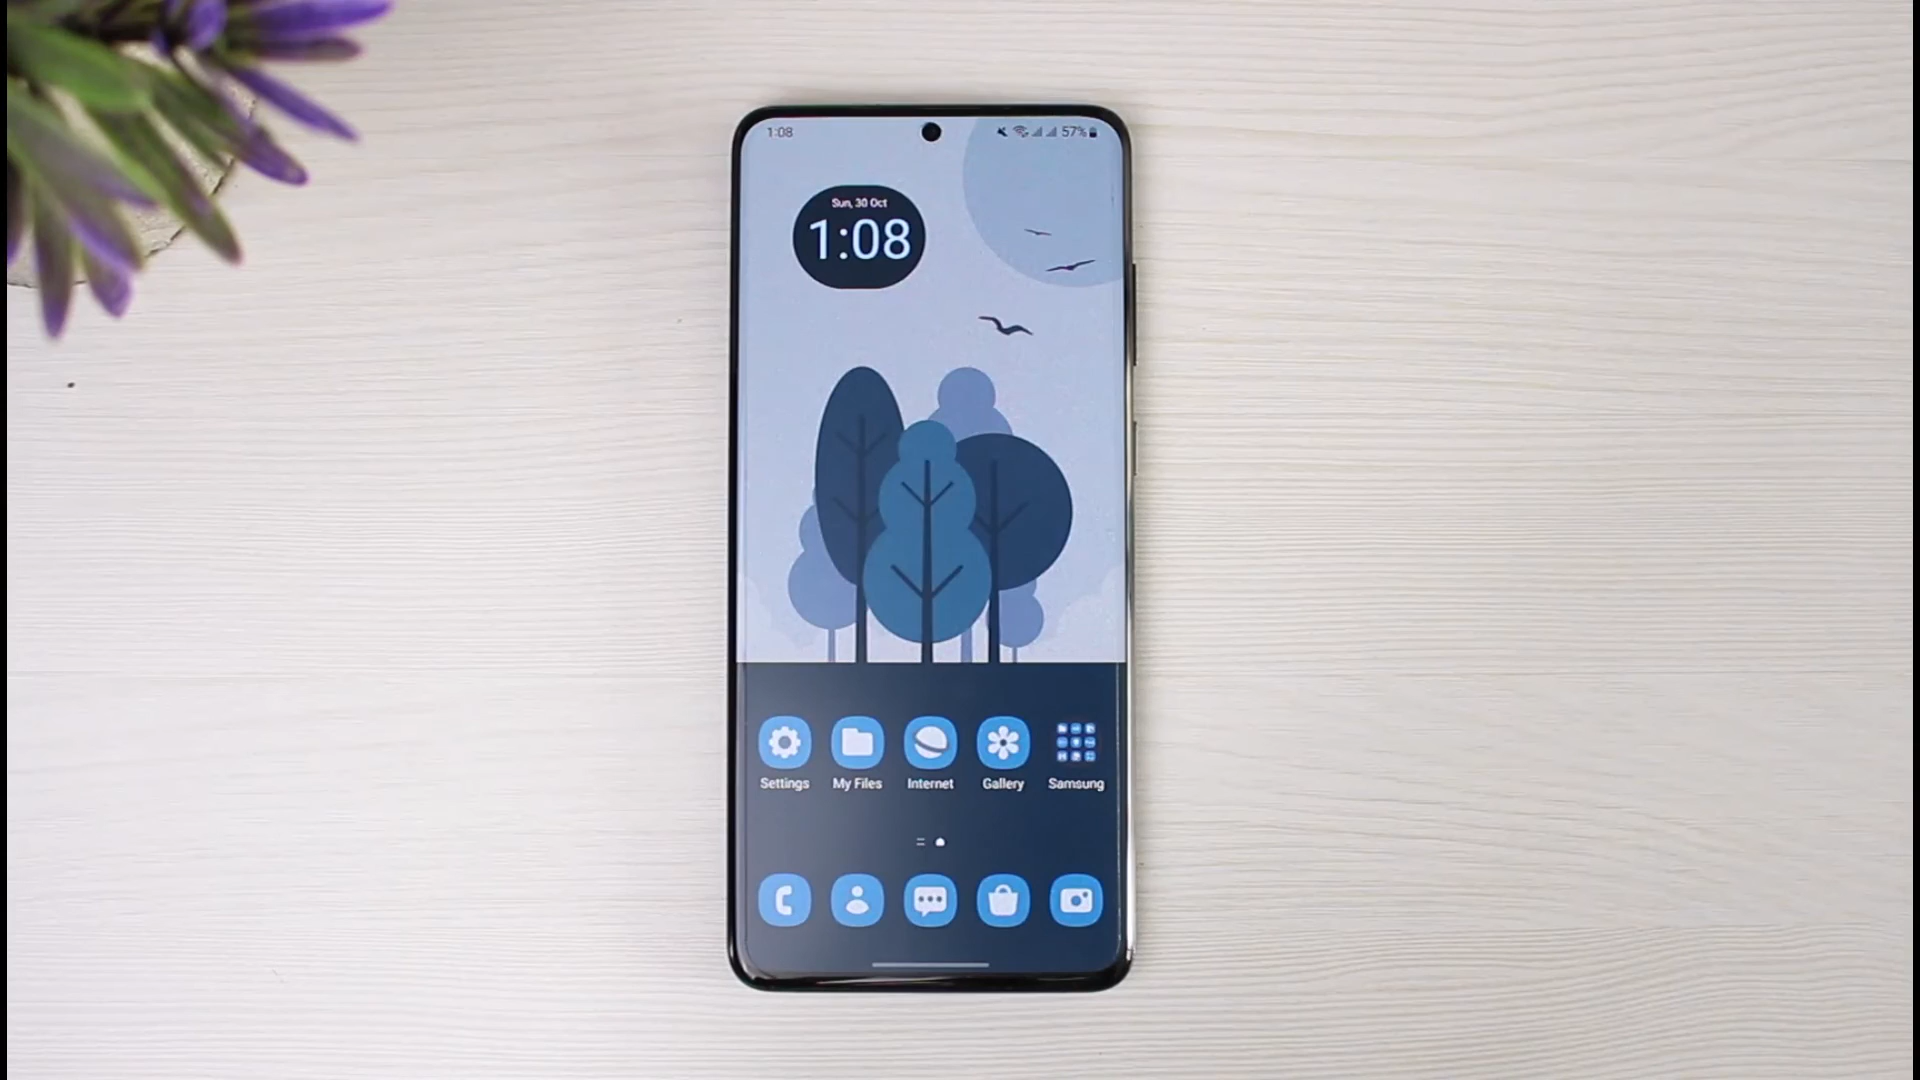 1:08
57%
Sun, 30 Oct
1:08
Settings
My Files
Internet
Gallery
Samsung